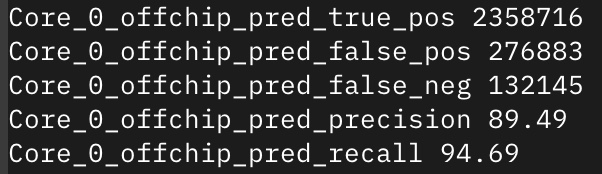 Core_0_offchip_pred_true_pos 2358716
Core_0_offchip_pred_false_pos 276883
Core_0_offchip_pred_false_neg 132145
Core_0_offchip_pred_precision 89.49
Core_0_offchip_pred_recall 94.69